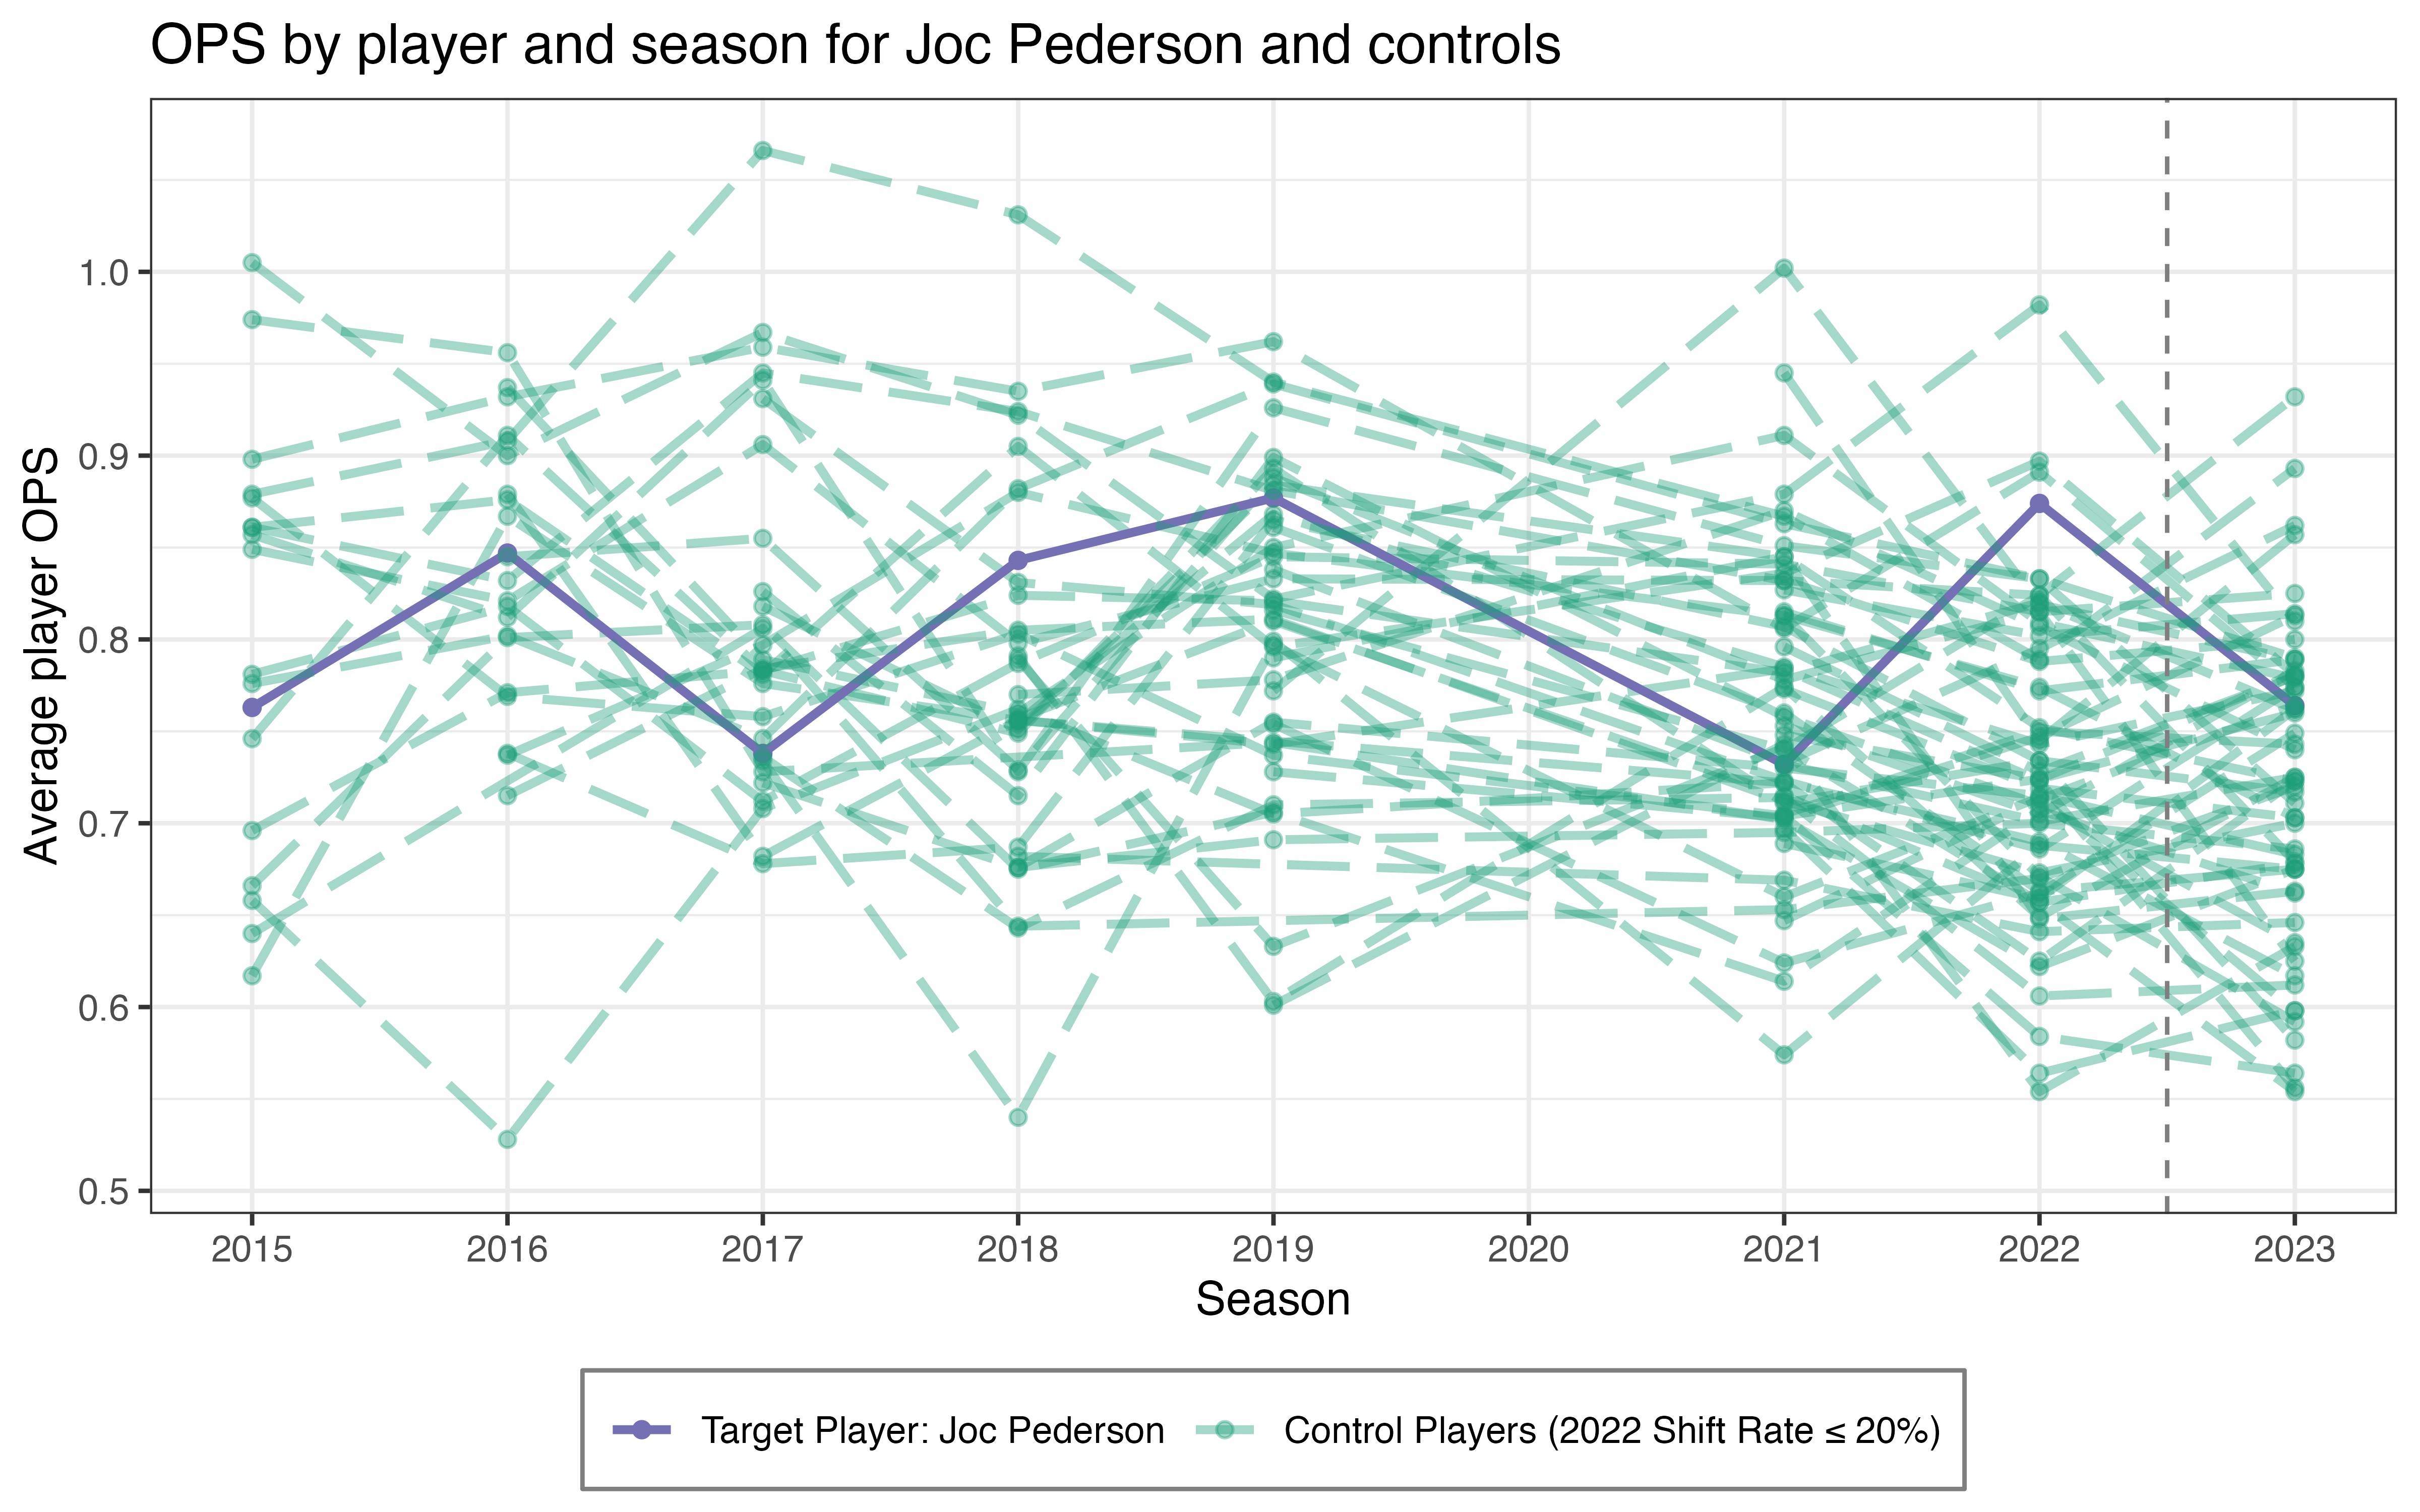 OPS by player and season for Joc Pederson and controls
Average player OPS
1.0
0.9
0.8
0.7
0.6
0.5
2015 2016 2017 2018 2019 2020 2021 2022 2023
Season
Target Player: Joc Pederson Control Players (2022 Shift Rate ≤ 20%)